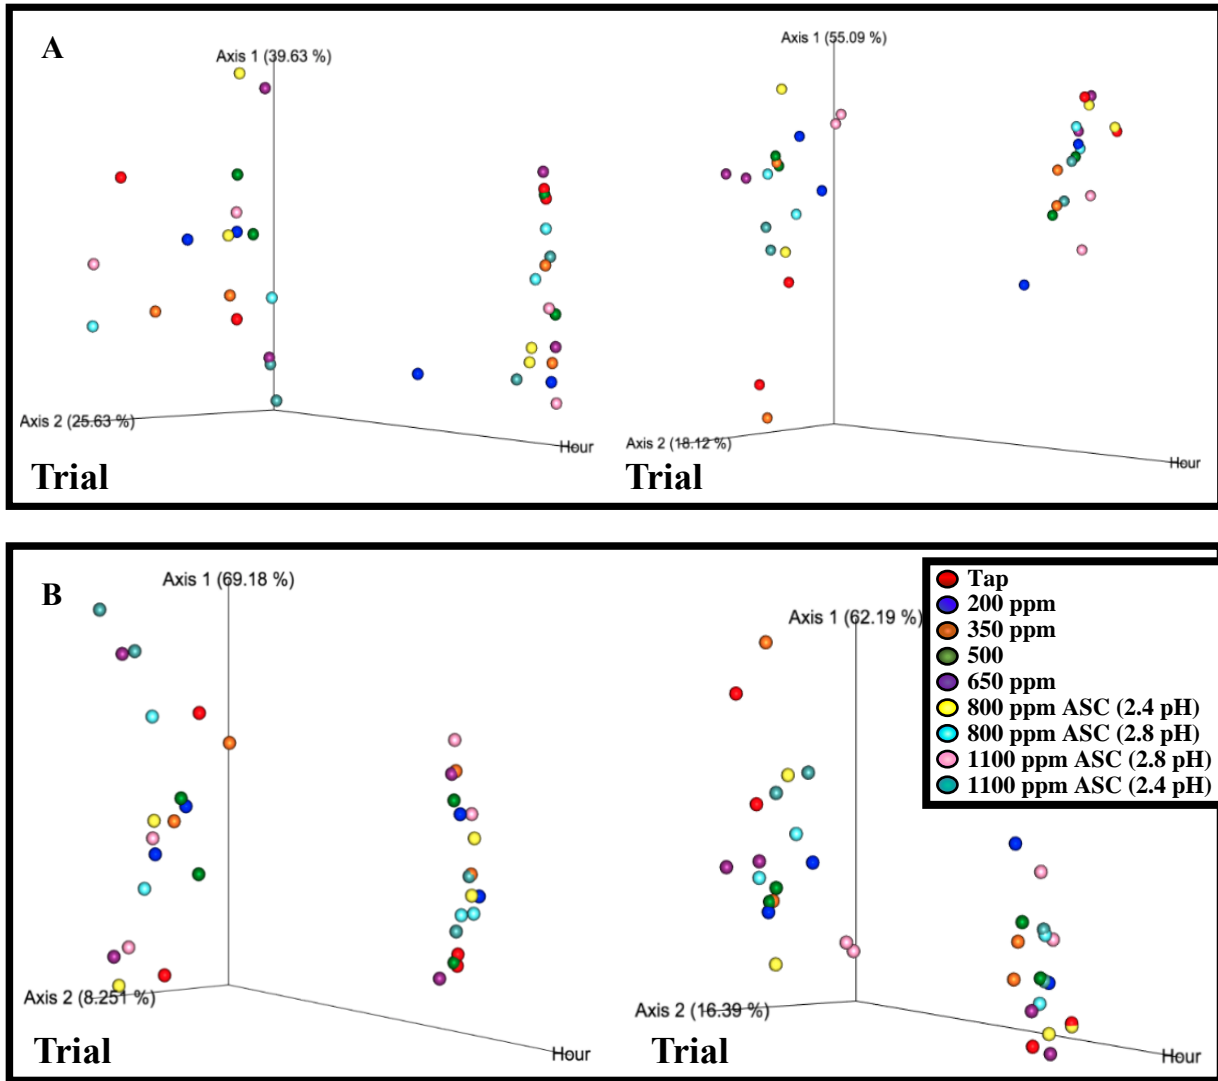 A
Axis 1 (39.63 %)
Axis 2 (25.63 %)
Hour
Trial
Axis 1 (55.09 %)
Axis 2 (18.12 %)
Hour
Trial
B
Axis 1 (69.18 %)
Axis 2 (8.251 %)
Hour
Trial
Axis 1 (62.19 %)
Axis 2 (16.39 %)
Hour
Trial
Tap
200 ppm
350 ppm
500
650 ppm
800 ppm ASC (2.4 pH)
800 ppm ASC (2.8 pH)
1100 ppm ASC (2.8 pH)
1100 ppm ASC (2.4 pH)